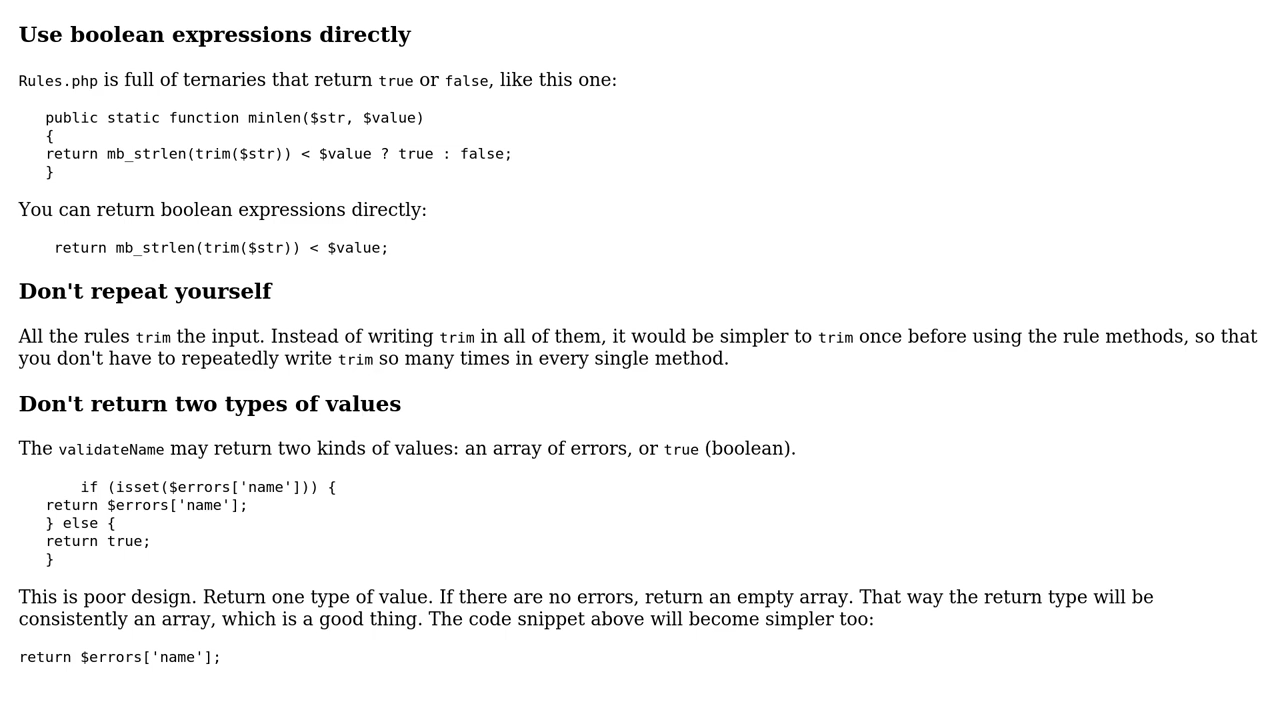 Use boolean expressions directly
Rules.php is full of ternaries that return true or false, like this one:
public static function minlen($str, $value)
{
return mb_strlen(trim($str)) < $value ? true : false;
}
You can return boolean expressions directly:
return mb_strlen(trim($str)) < $value;
Don't repeat yourself
All the rules trim the input. Instead of writing trim in all of them, it would be simpler to trim once before using the rule methods, so that
you don't have to repeatedly write trim so many times in every single method.
Don't return two types of values
The validateName may return two kinds of values: an array of errors, or true (boolean).
if (isset($errors['name'])) {
return $errors['name'];
} else {
return true;
}
This is poor design. Return one type of value. If there are no errors, return an empty array. That way the return type will be
consistently an array, which is a good thing. The code snippet above will become simpler too:
return $errors['name'];